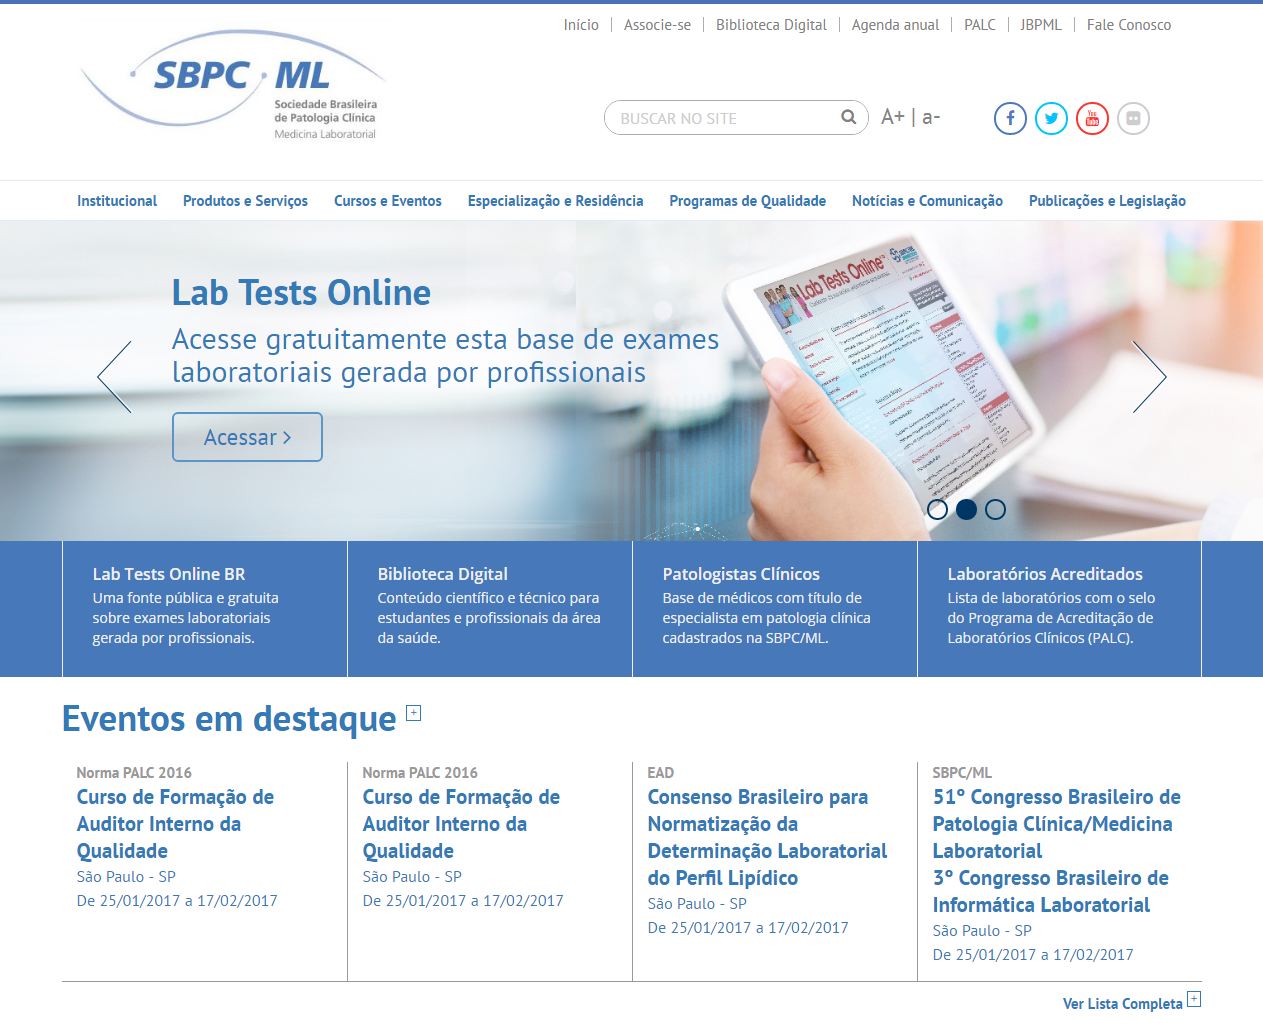 Início
Associe-se
Biblioteca Digital
Agenda anual
PALC
JBPML
Fale Conosco
SBPC ML
Sociedade Brasileira
de Patologia Clínica
Medicina Laboratorial
BUSCAR NO SITE
A+ | a-
You
Tube
Institucional
Produtos e Serviços
Cursos e Eventos
Especialização e Residência
Programas de Qualidade
Notícias e Comunicação
Publicações e Legislação
Lab Tests Online
Acesse gratuitamente esta base de exames
laboratoriais gerada por profissionais
Acessar >
Lab Tests Online
Lab Tests Online BR
Uma fonte pública e gratuita
sobre exames laboratoriais
gerada por profissionais.
Biblioteca Digital
Conteúdo científico e técnico para
estudantes e profissionais da área
da saúde.
Patologistas Clínicos
Base de médicos com título de
especialista em patologia clínica
cadastrados na SBPC/ML.
Laboratórios Acreditados
Lista de laboratórios com o selo
do Programa de Acreditação de
Laboratórios Clínicos (PALC).
Eventos em destaque +
Norma PALC 2016
Curso de Formação de
Auditor Interno da
Qualidade
São Paulo - SP
De 25/01/2017 a 17/02/2017
Norma PALC 2016
Curso de Formação de
Auditor Interno da
Qualidade
São Paulo - SP
De 25/01/2017 a 17/02/2017
EAD
Consenso Brasileiro para
Normatização da
Determinação Laboratorial
do Perfil Lipídico
São Paulo - SP
De 25/01/2017 a 17/02/2017
SBPC/ML
51º Congresso Brasileiro de
Patologia Clínica/Medicina
Laboratorial
3º Congresso Brasileiro de
Informática Laboratorial
São Paulo - SP
De 25/01/2017 a 17/02/2017
Ver Lista Completa +